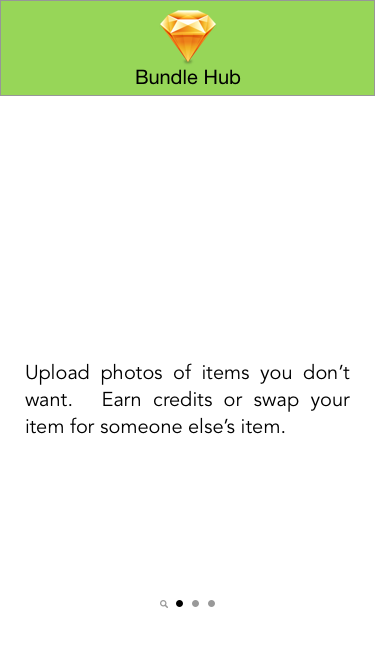 Bundle Hub
Upload photos of items you don’t
want.  Earn credits or swap your
item for someone else’s item.